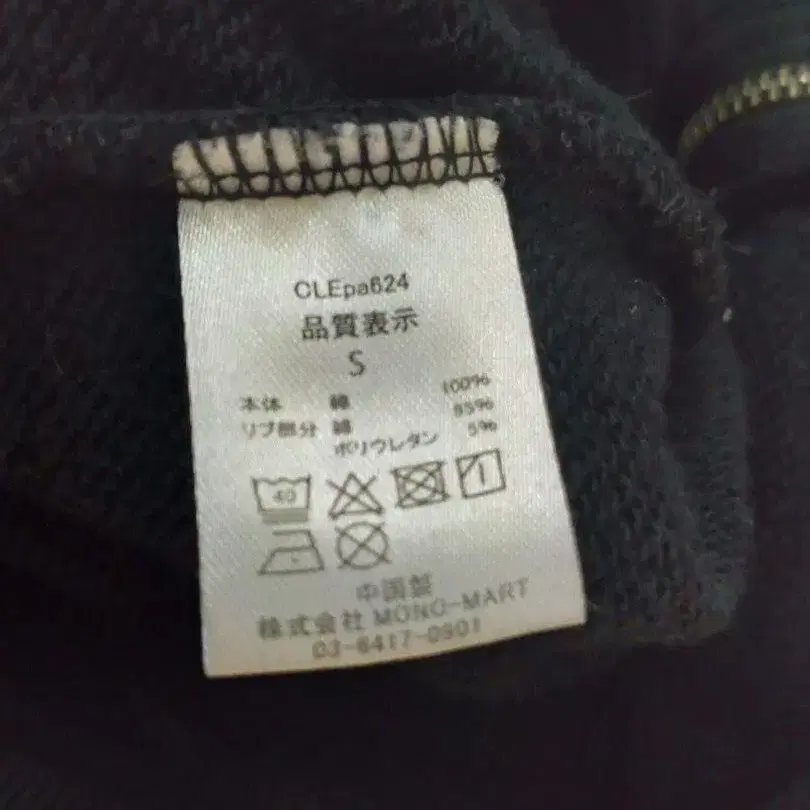 CLEpa624
品質表示
S
本体 綿 100%
リブ部分 綿 95%
ポリウレタン 5%
40
中国製
株式会社 MONO-MART
03-6417-0901